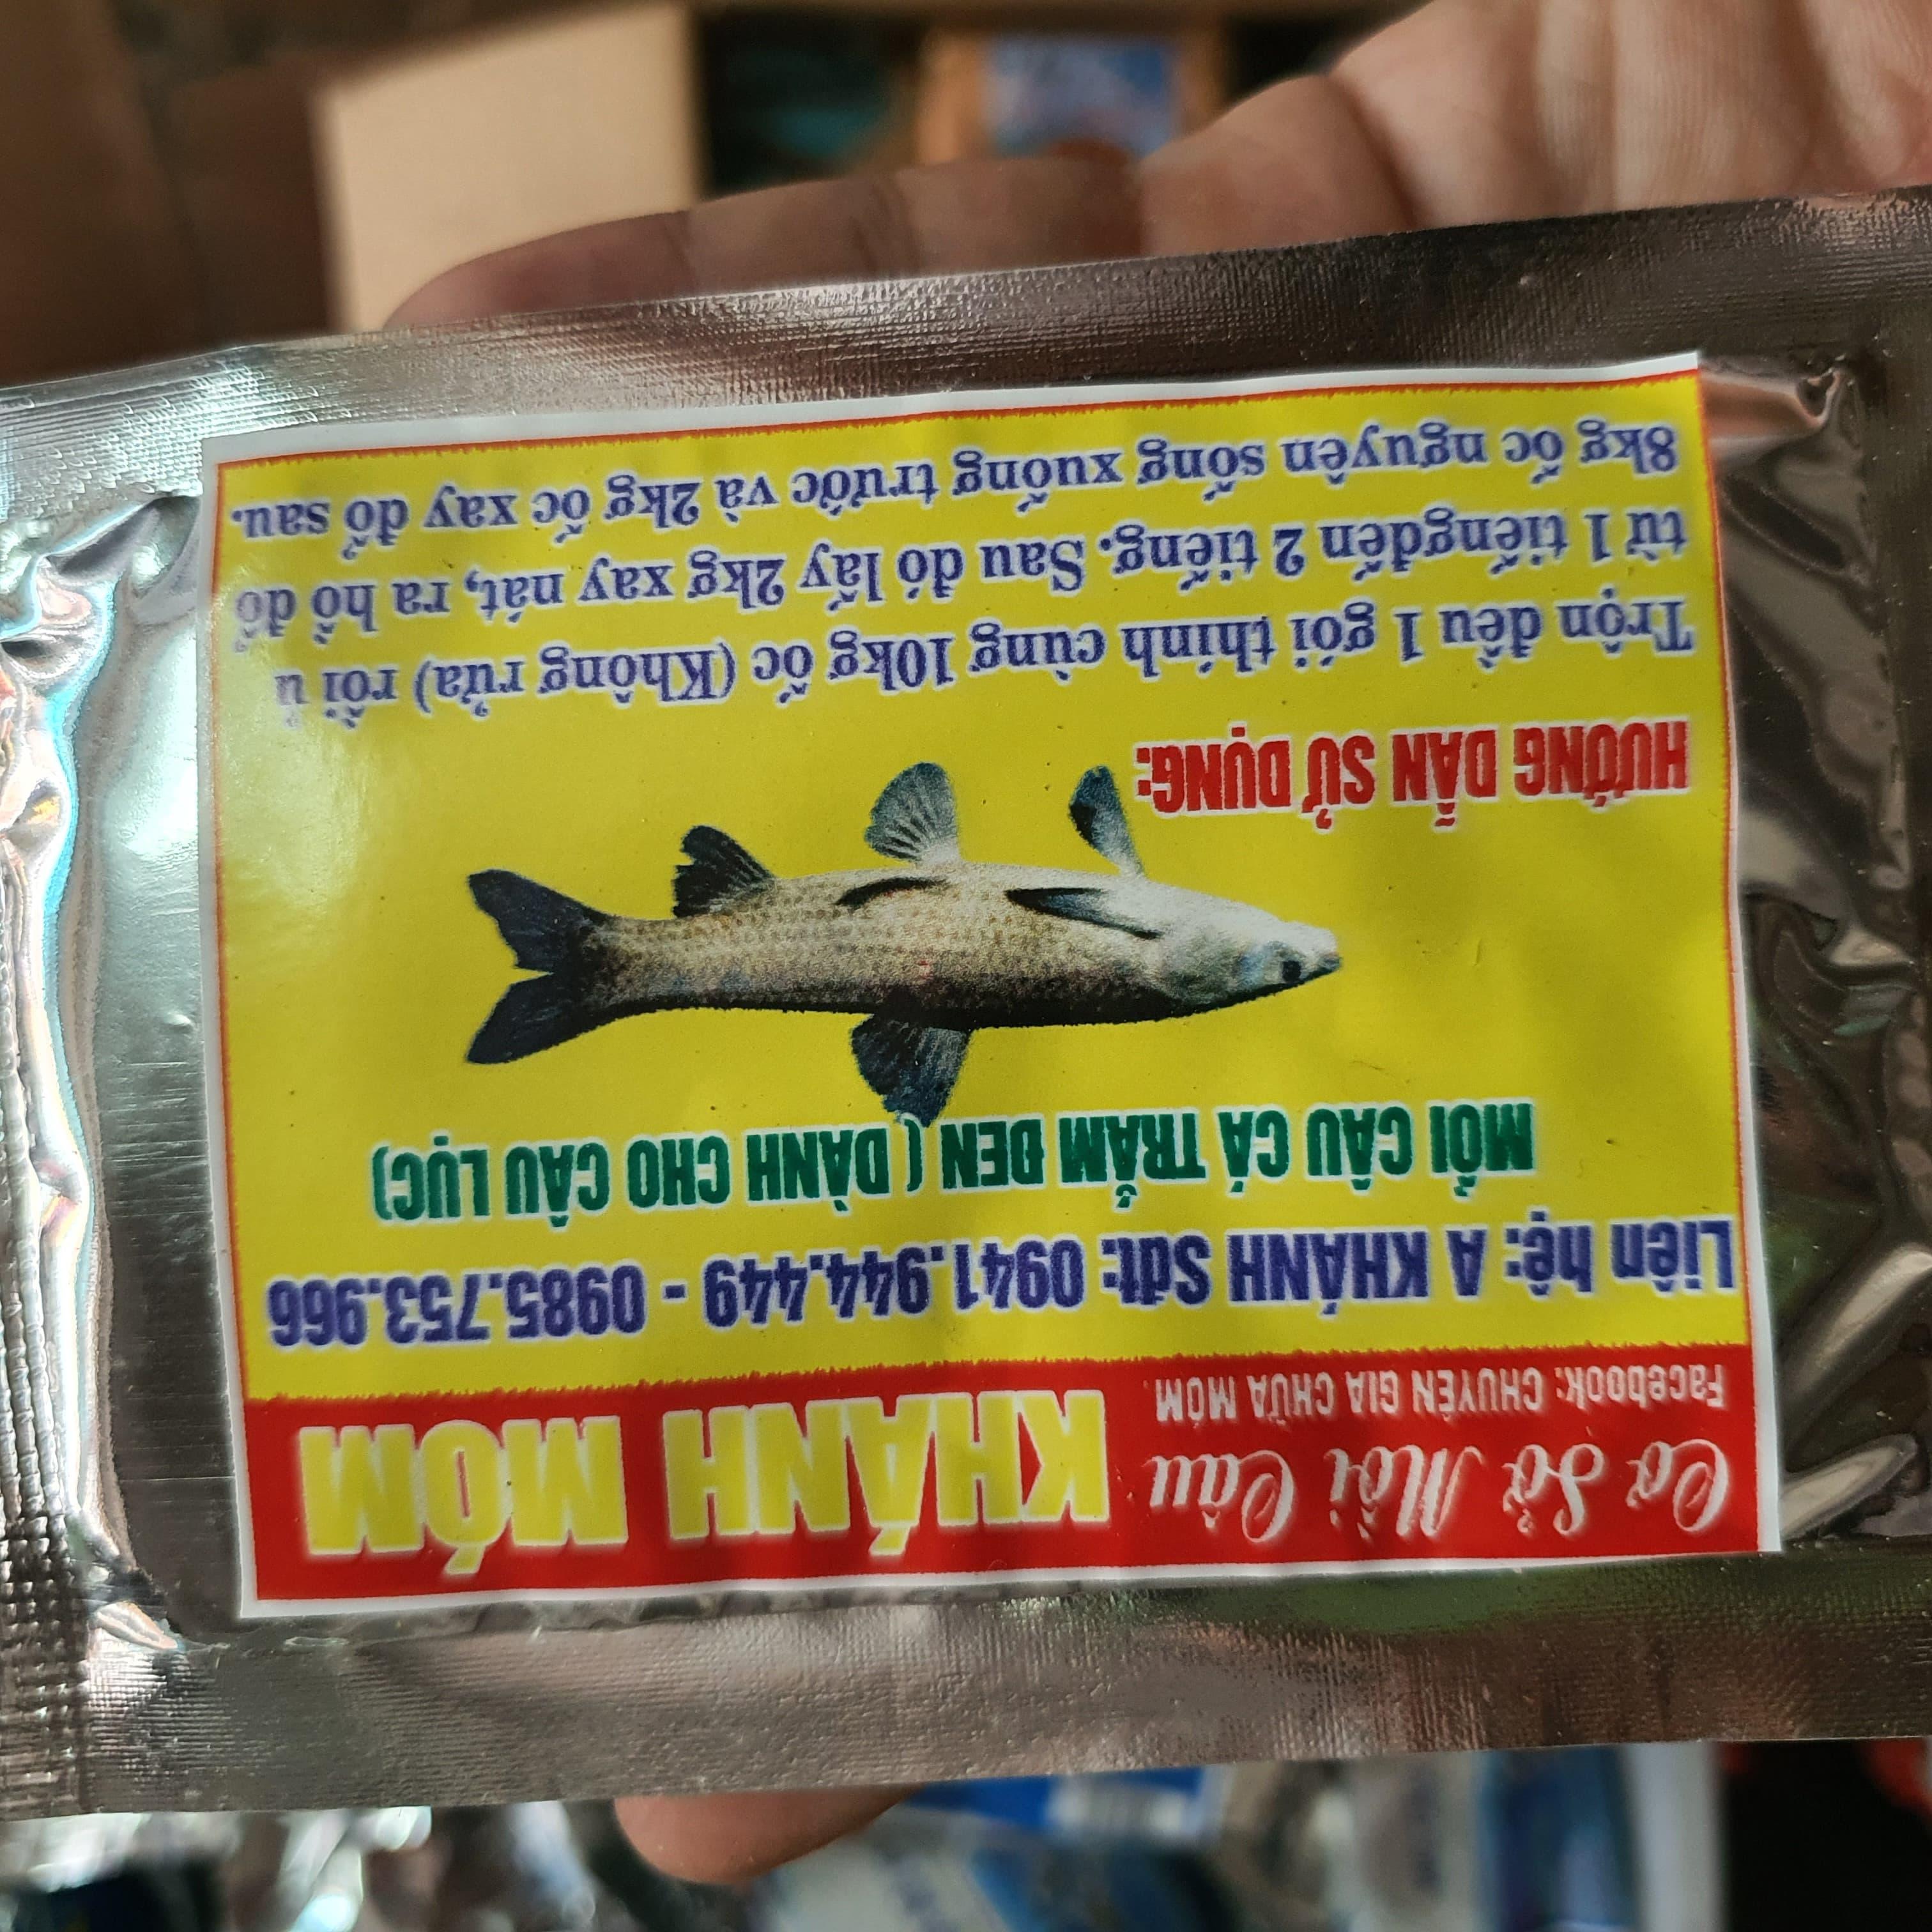 Cơ Sở Mồi Câu KHÁNH MÓM
Facebook: CHUYÊN GIA CHỮA MÓM
Liên hệ: A KHÁNH Sđt: 0941.944.449 - 0985.753.966
MỒI CÂU CÁ TRẮM ĐEN ( DÀNH CHO CÂU LỤC)
HƯỚNG DẪN SỬ DỤNG:
Trộn đều 1 gói thính cùng 10kg ốc (Không rửa) rồi ủ
từ 1 tiếngđến 2 tiếng. Sau đó lấy 2kg xay nát, ra hồ đổ
8kg ốc nguyên sống xuống trước và 2kg ốc xay đổ sau.